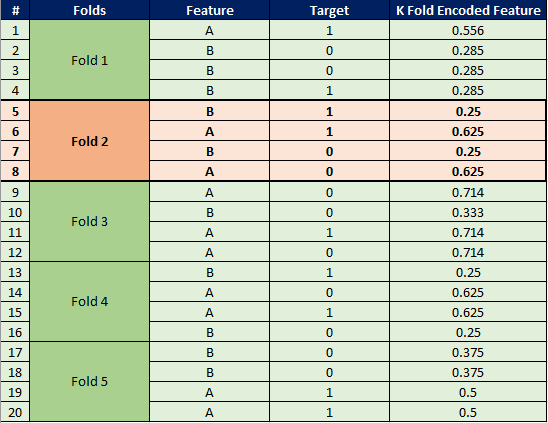 # Folds Feature Target K Fold Encoded Feature
1 Fold 1 A 1 0.556
2 B 0 0.285
3 B 0 0.285
4 B 1 0.285
5 Fold 2 B 1 0.25
6 A 1 0.625
7 B 0 0.25
8 A 0 0.625
9 Fold 3 A 0 0.714
10 B 0 0.333
11 A 1 0.714
12 A 0 0.714
13 Fold 4 B 1 0.25
14 A 0 0.625
15 A 1 0.625
16 B 0 0.25
17 Fold 5 B 0 0.375
18 B 0 0.375
19 A 1 0.5
20 A 1 0.5